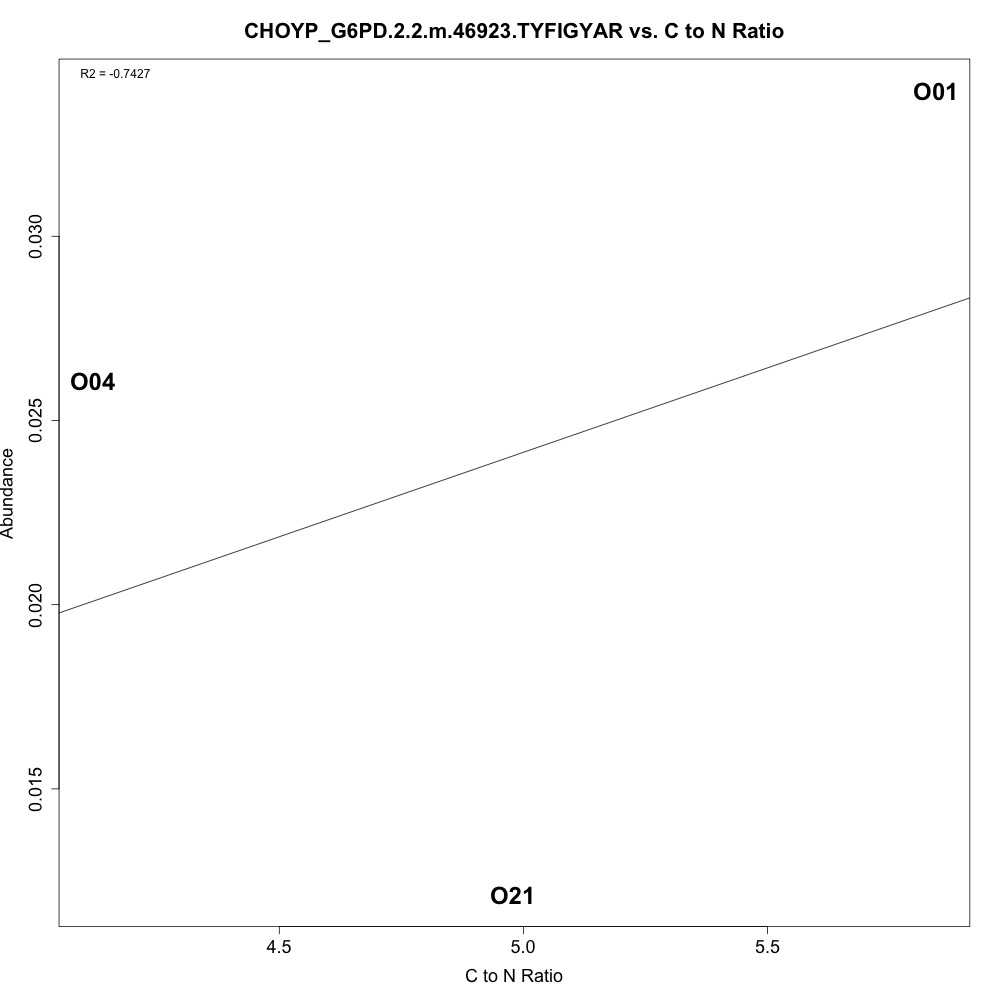 CHOYP_G6PD.2.2.m.46923.TYFIGYAR vs. C to N Ratio
R2 = -0.7427
O01
0.030
O04
0.025
Abundance
0.020
0.015
O21
4.5 5.0 5.5
C to N Ratio